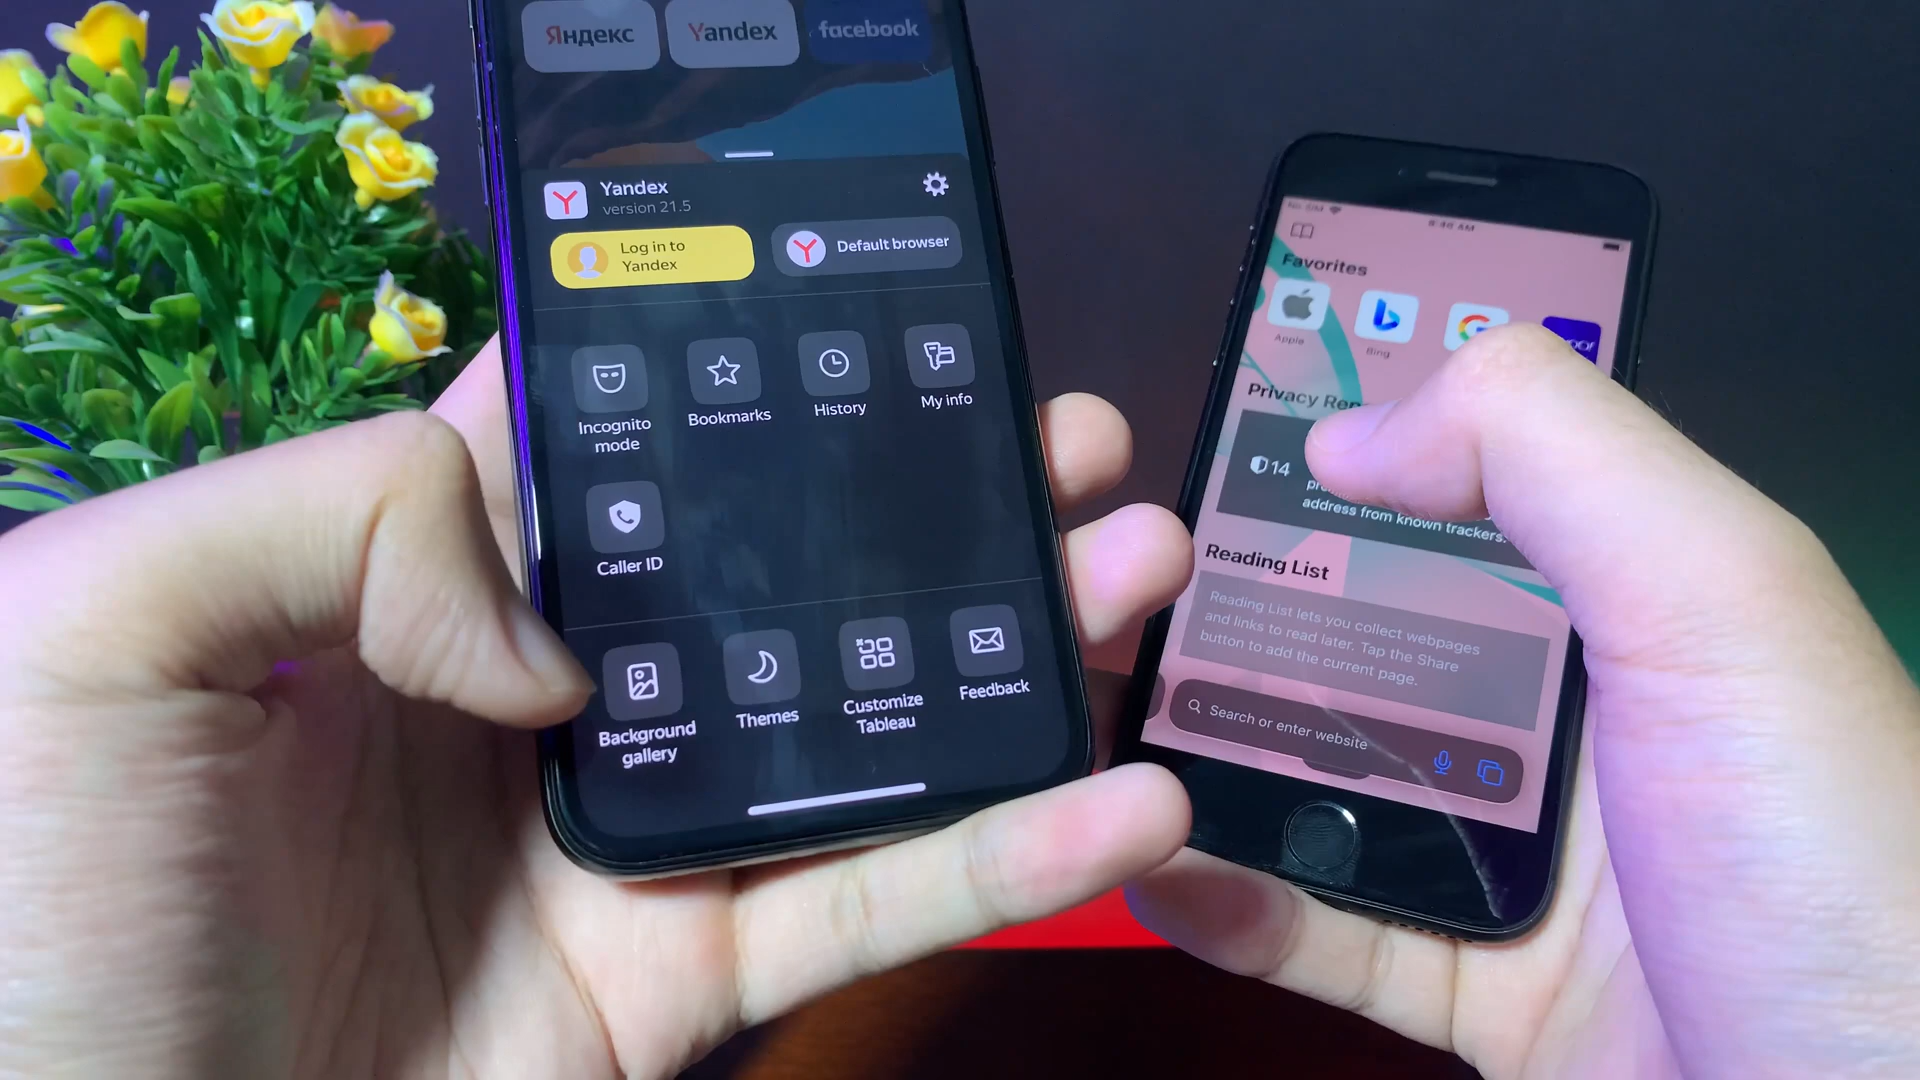 Яндекс
Yandex
facebook
Yandex
version 21.5
Log in to
Yandex
Default browser
Incognito
mode
Bookmarks
History
My info
Caller ID
Background
gallery
Themes
Customize
Tableau
Feedback
No SIM
Favorites
Apple
Bing
Privacy
14
address from known trackers.
Reading List
Reading List lets you collect webpages
and links to read later. Tap the Share
button to add the current page.
Search or enter website